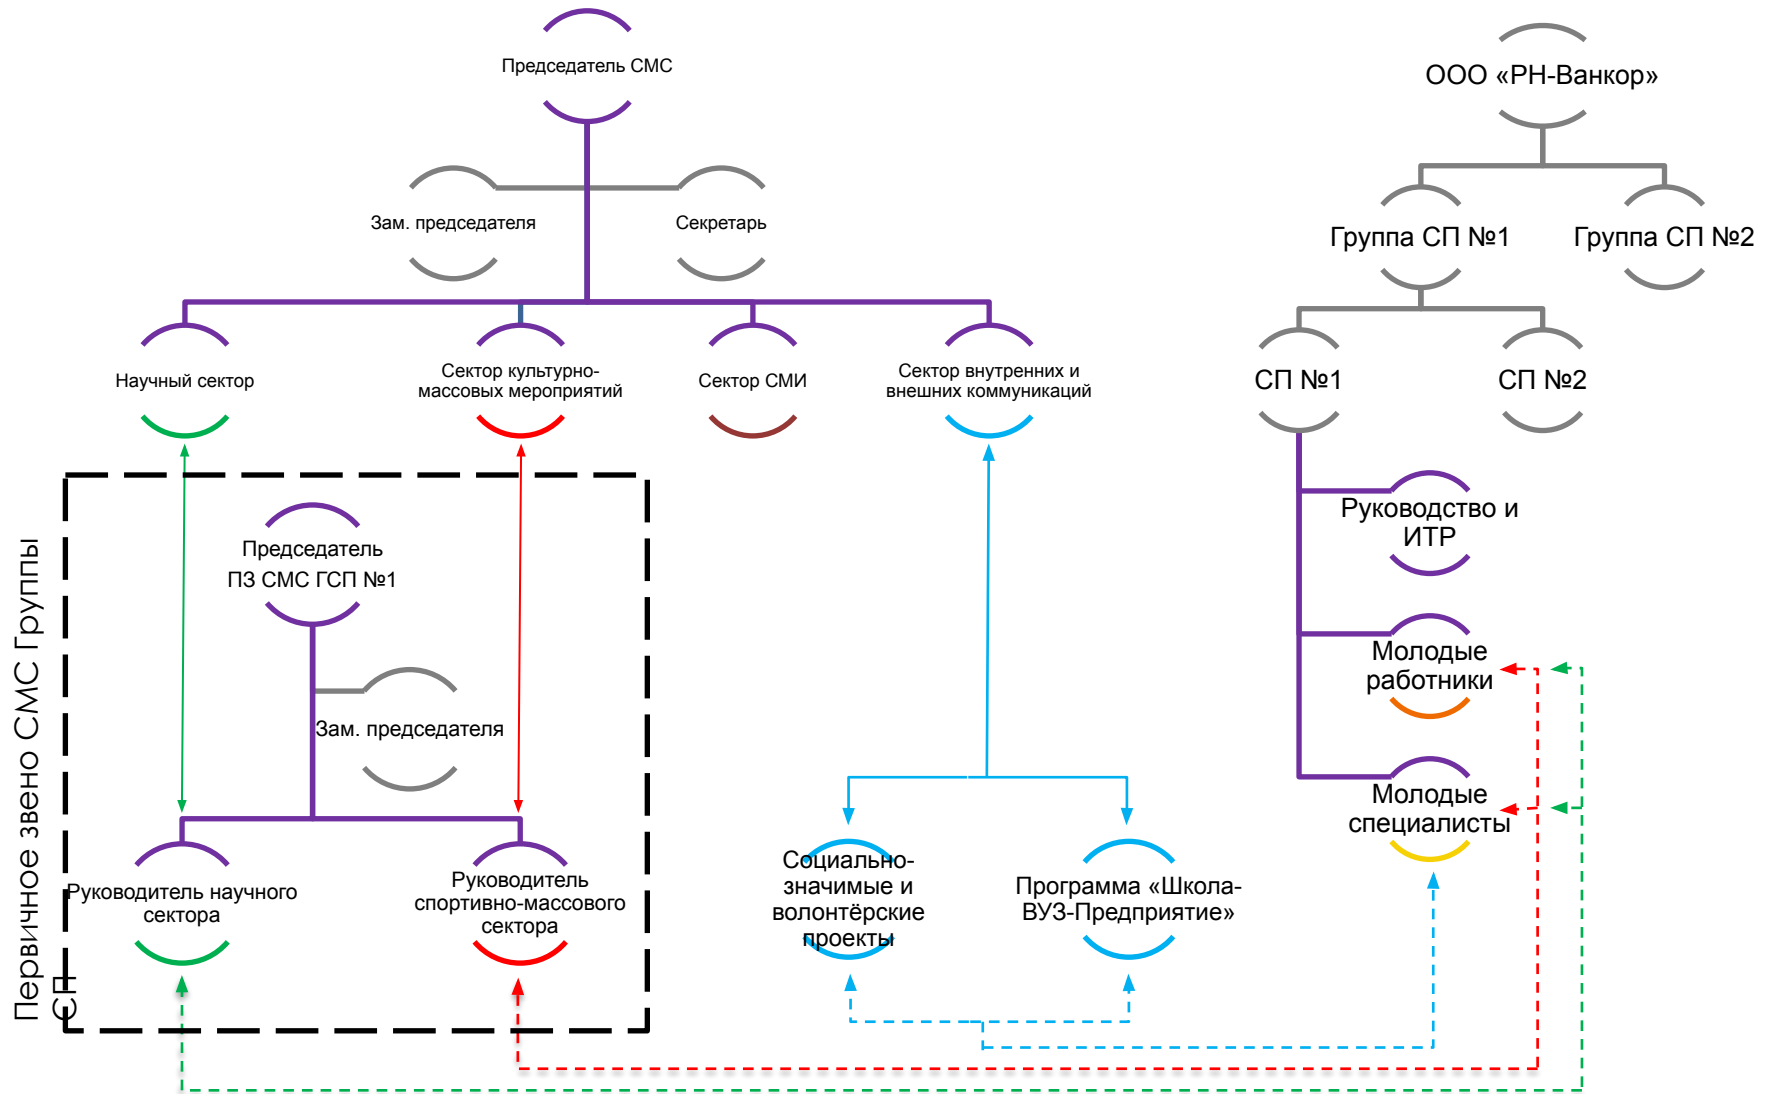 Председатель СМС
ООО «РН-Ванкор»
Зам. председателя
Секретарь
Группа СП №1
Группа СП №2
Научный сектор
Сектор культурно-
массовых мероприятий
Сектор СМИ
Сектор внутренних и
внешних коммуникаций
СП №1
СП №2
Первичное звено СМС Группы
СП
Председатель
ПЗ СМС ГСП №1
Зам. председателя
Руководитель научного
сектора
Руководитель
спортивно-массового
сектора
Социально-
значимые и
волонтёрские
проекты
Программа «Школа-
ВУЗ-Предприятие»
Руководство и
ИТР
Молодые
работники
Молодые
специалисты